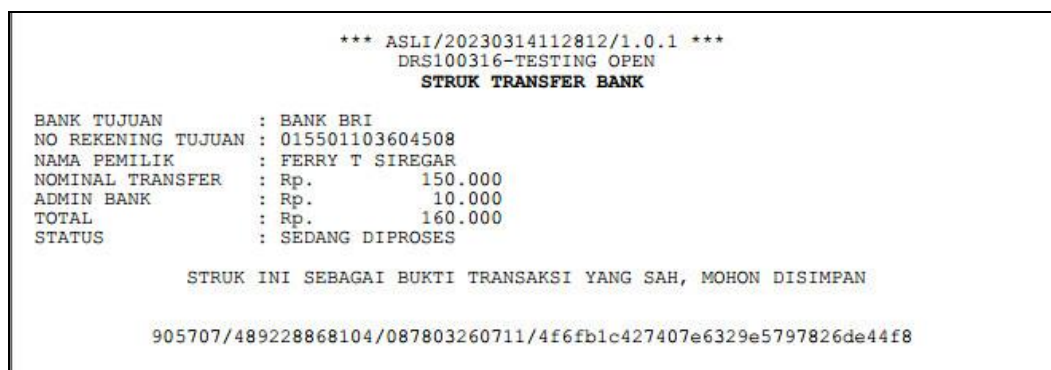 *** ASLI/20230314112812/1.0.1 ***
DRS100316-TESTING OPEN
STRUK TRANSFER BANK
BANK TUJUAN : BANK BRI
NO REKENING TUJUAN : 015501103604508
NAMA PEMILIK : FERRY T SIREGAR
NOMINAL TRANSFER : Rp. 150.000
ADMIN BANK : Rp. 10.000
TOTAL : Rp. 160.000
STATUS : SEDANG DIPROSES
STRUK INI SEBAGAI BUKTI TRANSAKSI YANG SAH, MOHON DISIMPAN
905707/489228868104/087803260711/4f6fb1c427407e6329e5797826de44f8